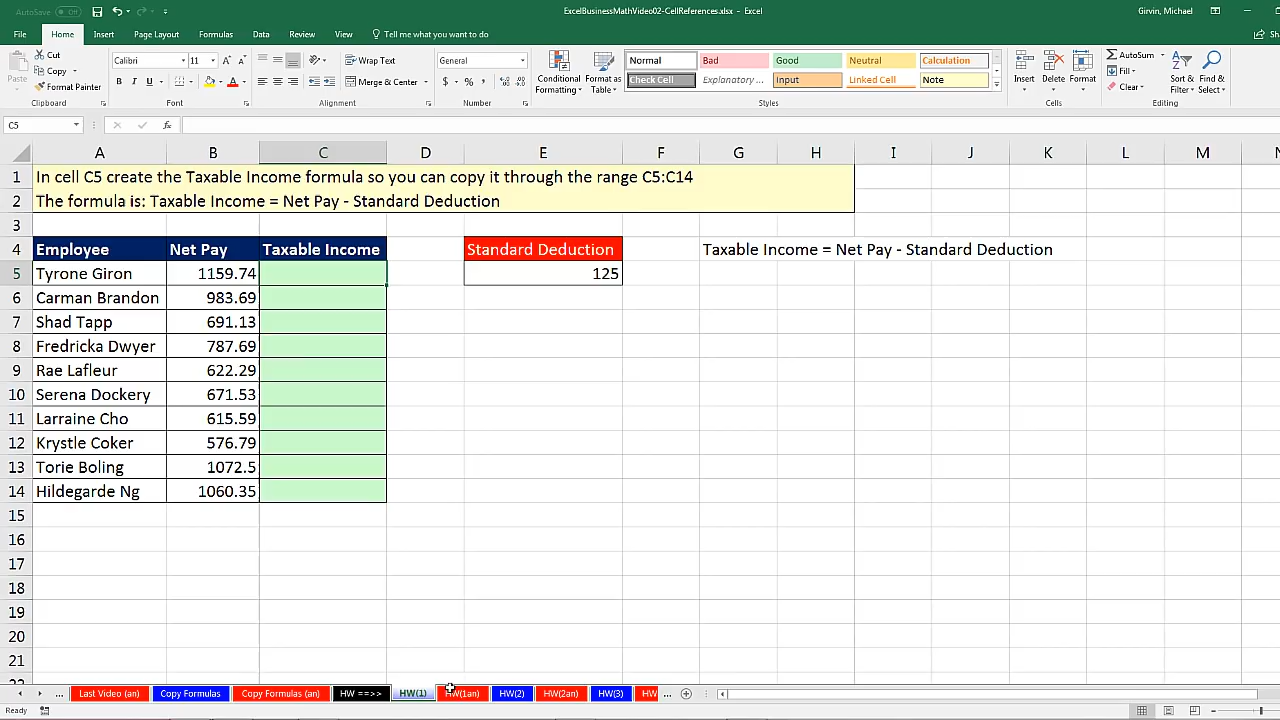 AutoSave Off
ExcelBusinessMathVideo02-CellReferences.xlsx - Excel
Girvin, Michael
File Home Insert Page Layout Formulas Data Review View Tell me what you want to do
Paste
Cut
Copy
Format Painter
Clipboard
Calibri 11
B I U
Font
Wrap Text
Merge & Center
Alignment
General
$ % ,
Number
Conditional Formatting
Format as Table
Normal Bad Good Neutral Calculation
Check Cell Explanatory ... Input Linked Cell Note
Styles
Insert Delete Format
Cells
AutoSum
Fill
Clear
Sort & Filter
Find & Select
Editing
C5 fx
A B C D E F G H I J K L M
1 In cell C5 create the Taxable Income formula so you can copy it through the range C5:C14
2 The formula is: Taxable Income = Net Pay - Standard Deduction
3
4 Employee Net Pay Taxable Income Standard Deduction Taxable Income = Net Pay - Standard Deduction
5 Tyrone Giron 1159.74 125
6 Carman Brandon 983.69
7 Shad Tapp 691.13
8 Fredricka Dwyer 787.69
9 Rae Lafleur 622.29
10 Serena Dockery 671.53
11 Larraine Cho 615.59
12 Krystle Coker 576.79
13 Torie Boling 1072.5
14 Hildegarde Ng 1060.35
15
16
17
18
19
20
21
... Last Video (an) Copy Formulas Copy Formulas (an) HW ==>> HW(1) HW(1an) HW(2) HW(2an) HW(3) HW ...
Ready